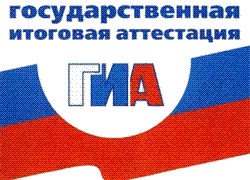 государственная
итоговая аттестация
ГИА